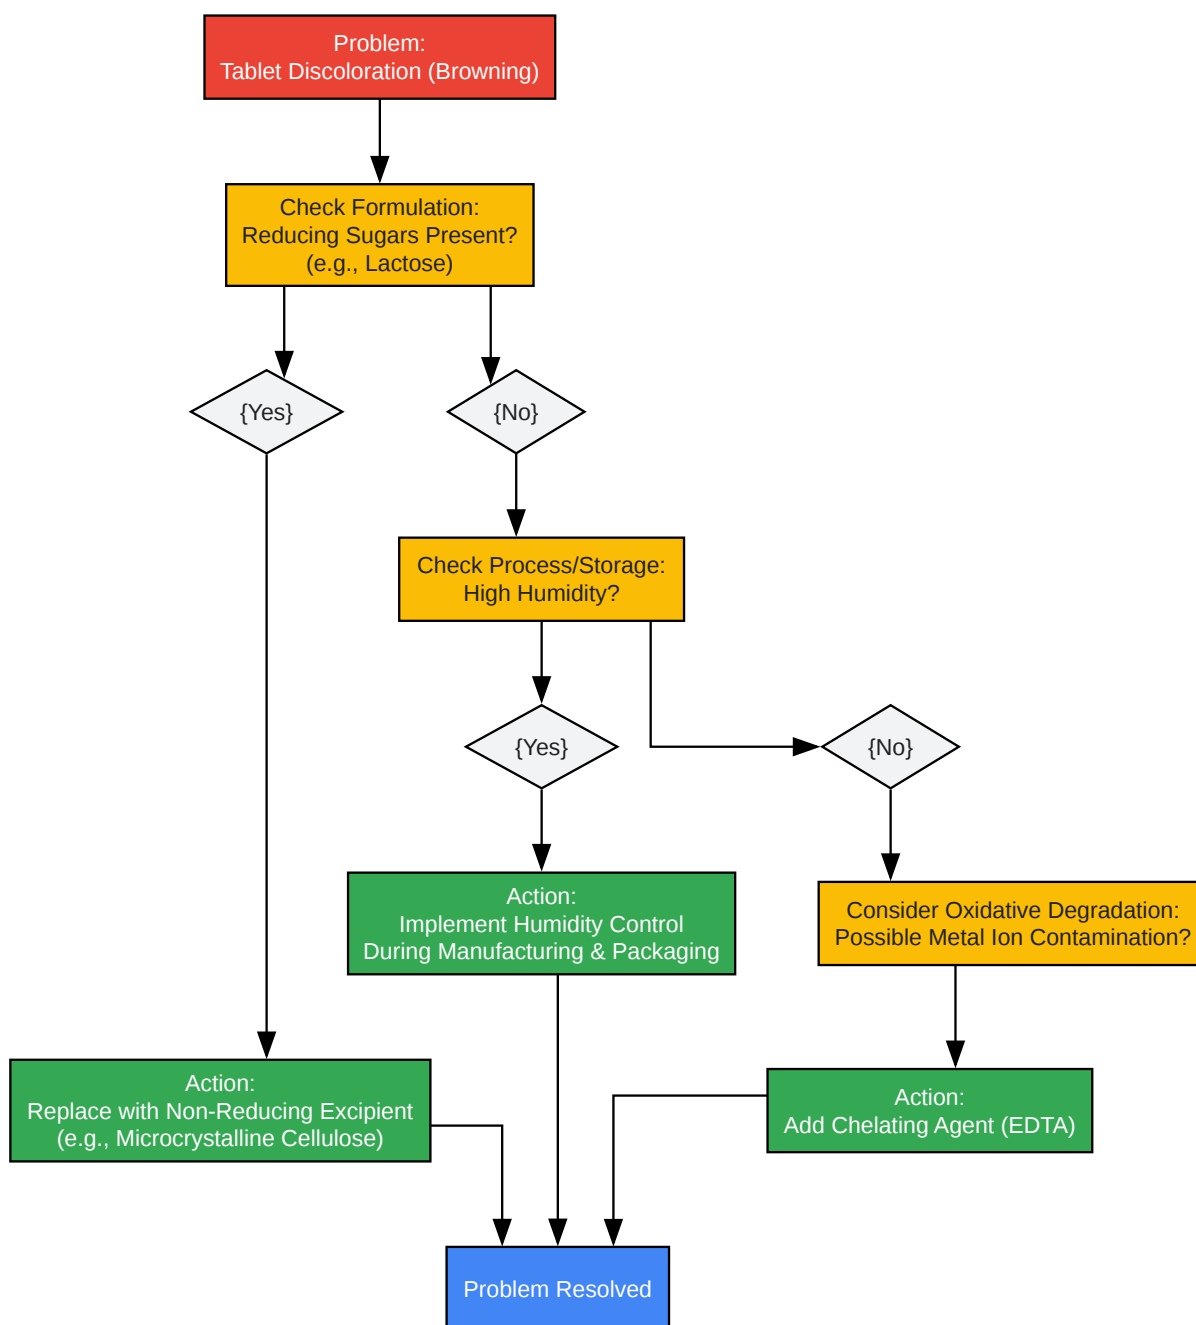 Problem:
Tablet Discoloration (Browning)
Check Formulation:
Reducing Sugars Present?
(e.g., Lactose)
{Yes}
{No}
Check Process/Storage:
High Humidity?
{Yes}
{No}
Action:
Implement Humidity Control
During Manufacturing & Packaging
Consider Oxidative Degradation:
Possible Metal Ion Contamination?
Action:
Replace with Non-Reducing Excipient
(e.g., Microcrystalline Cellulose)
Action:
Add Chelating Agent (EDTA)
Problem Resolved